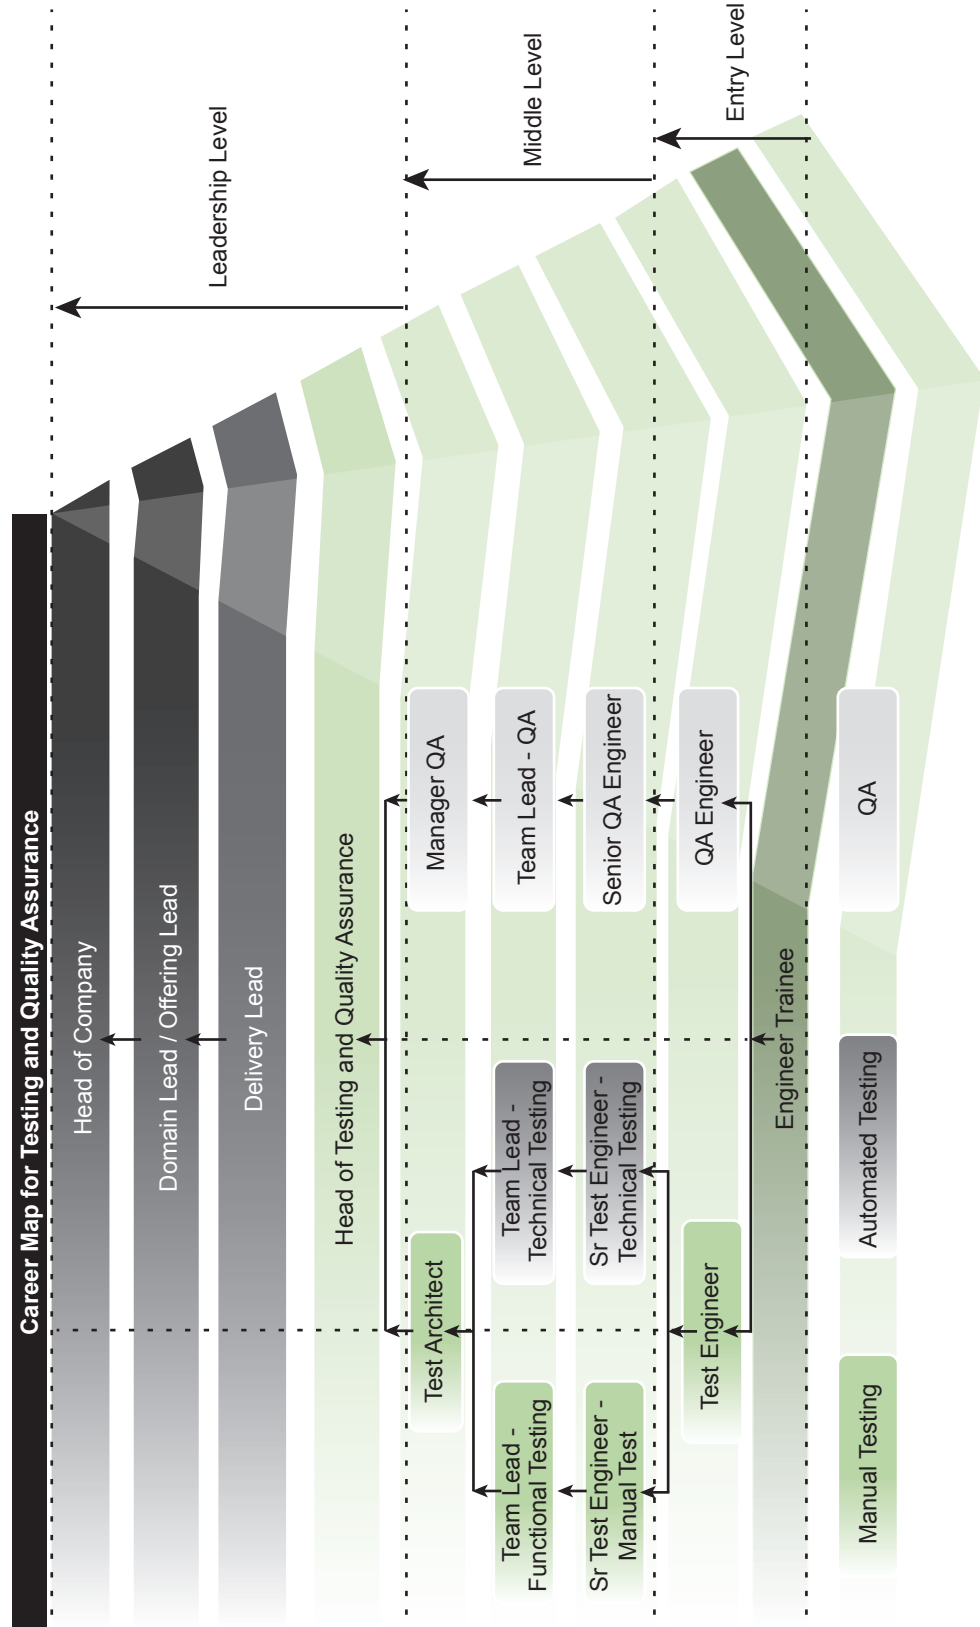 Career Map for Testing and Quality Assurance
Leadership Level
Middle Level
Entry Level
Head of Company
Domain Lead / Offering Lead
Delivery Lead
Head of Testing and Quality Assurance
Test Architect
Manager QA
Team Lead -
Functional Testing
Team Lead -
Technical Testing
Team Lead - QA
Sr Test Engineer -
Manual Test
Sr Test Engineer -
Technical Testing
Senior QA Engineer
Test Engineer
QA Engineer
Engineer Trainee
Manual Testing
Automated Testing
QA